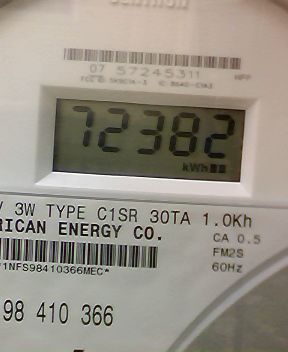 07 57245311
72382
kWh
V 3W TYPE C1SR 30TA 1.0Kh
RICAN ENERGY CO. CA 0.5
FM2S
*1NFS98410366MEC* 60Hz
98 410 366